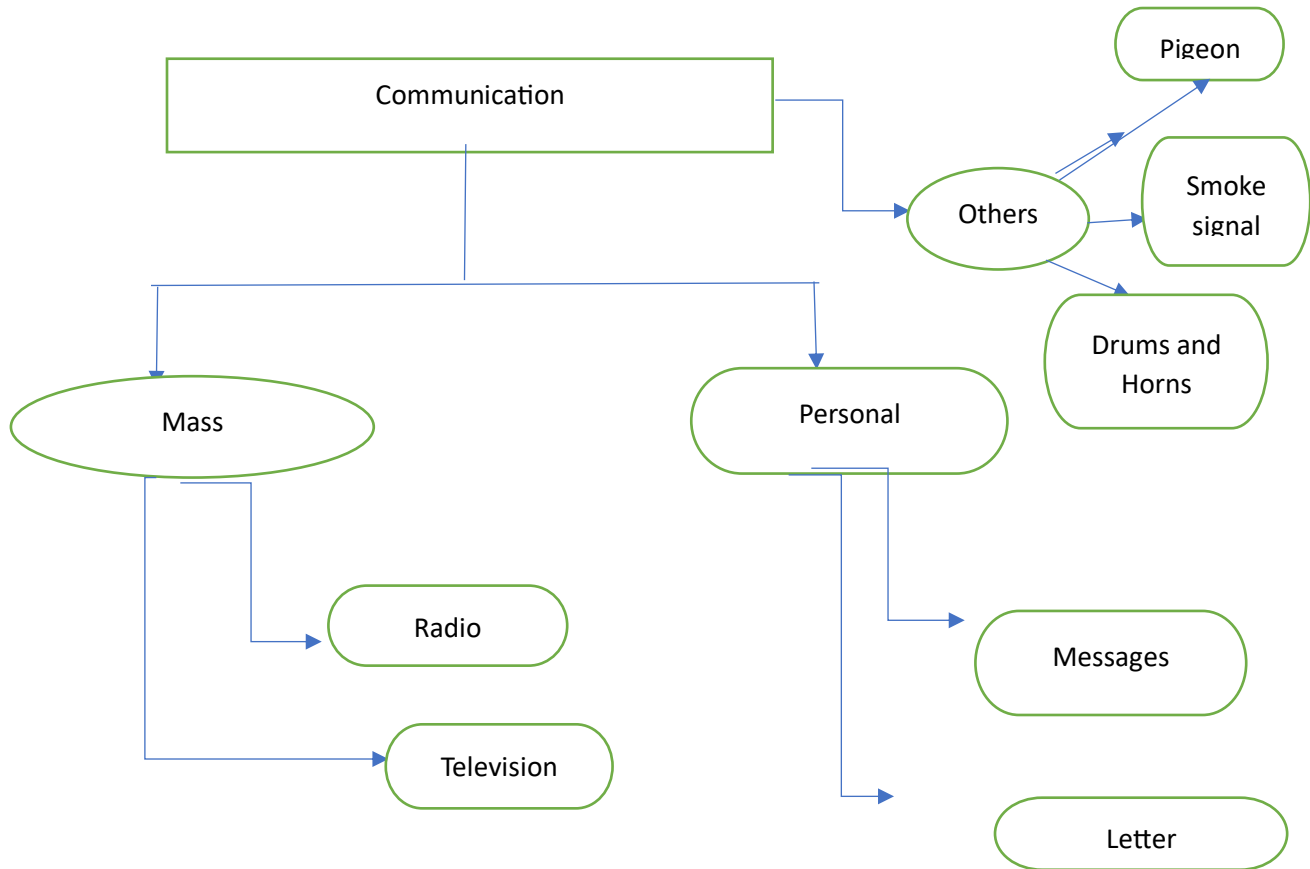 Communication
Pigeon
Smoke
signal
Others
Drums and
Horns
Mass
Personal
Radio
Messages
Television
Letter